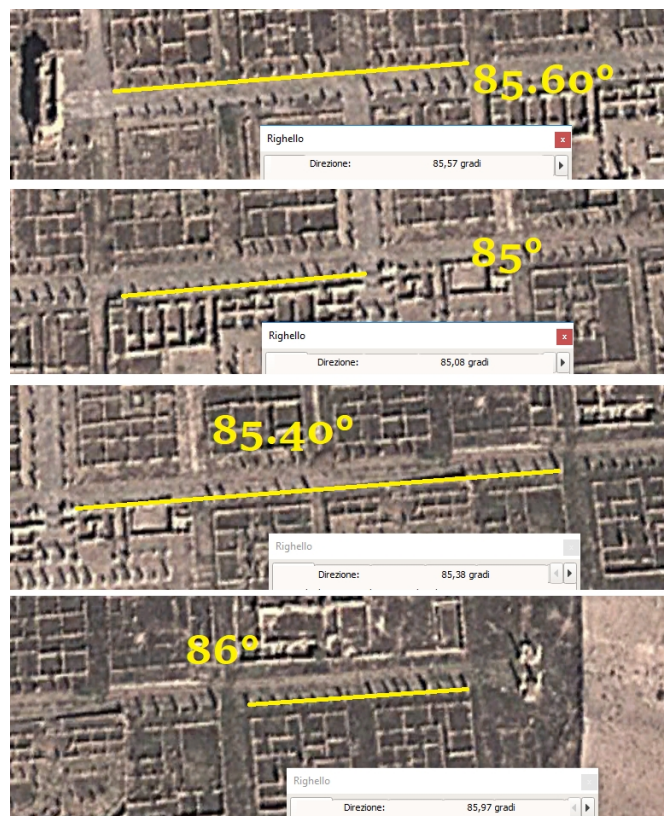 85.60°
Righello
x
Direzione: 85,57 gradi
85°
Righello
x
Direzione: 85,08 gradi
85.40°
Righello
Direzione: 85,38 gradi
86°
Righello
Direzione: 85,97 gradi